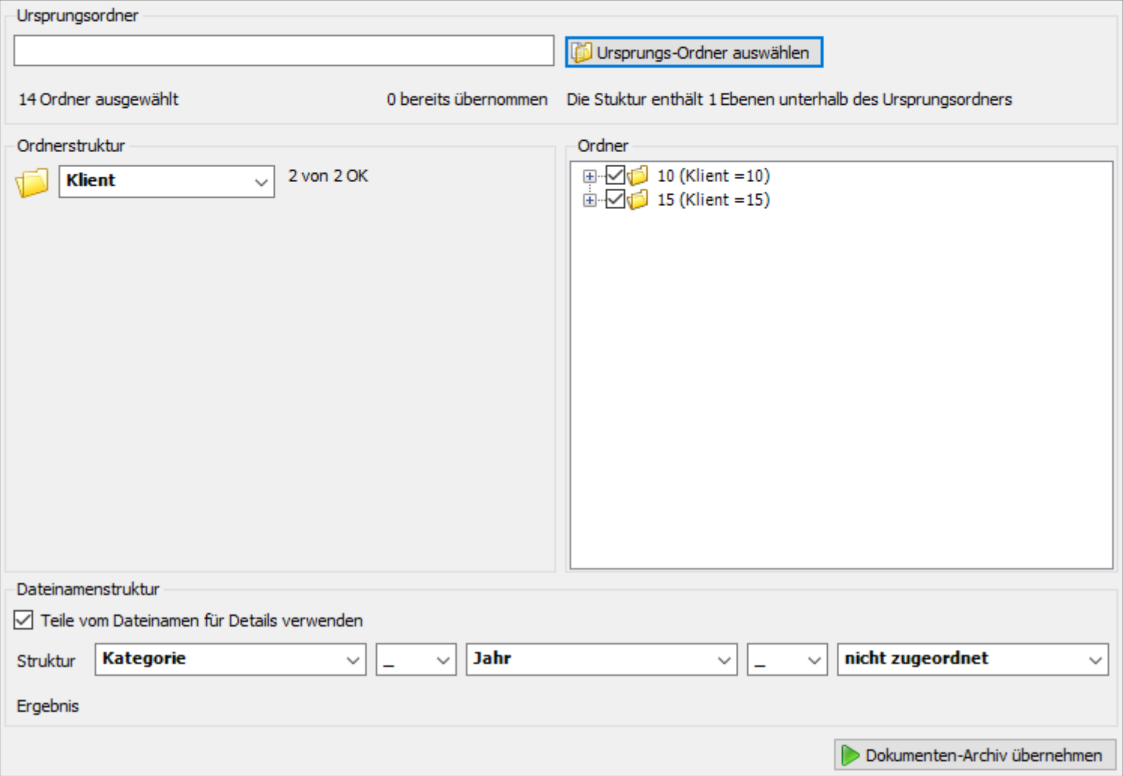 Ursprungsordner
Ursprungs-Ordner auswählen
14 Ordner ausgewählt 0 bereits übernommen Die Stuktur enthält 1 Ebenen unterhalb des Ursprungsordners
Ordnerstruktur
Klient 2 von 2 OK
Ordner
10 (Klient =10)
15 (Klient =15)
Dateinamenstruktur
Teile vom Dateinamen für Details verwenden
Struktur Kategorie _ Jahr _ nicht zugeordnet
Ergebnis
Dokumenten-Archiv übernehmen